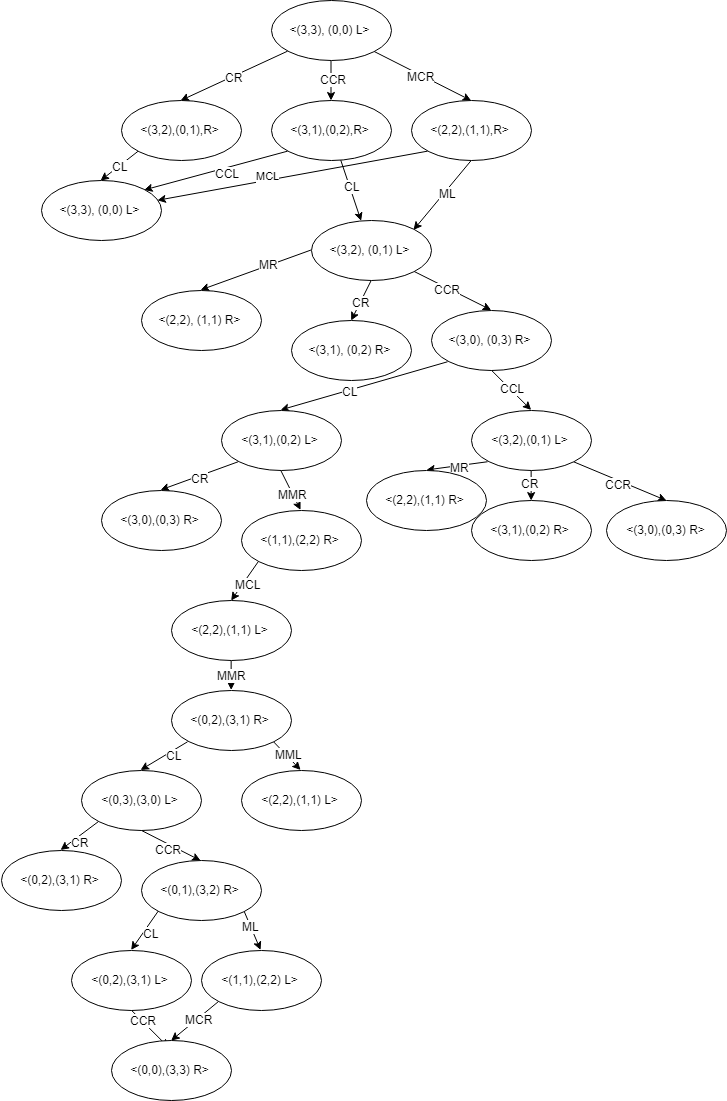 <(3,3), (0,0) L>
CR
CCR
MCR
<(3,2),(0,1),R>
<(3,1),(0,2),R>
<(2,2),(1,1),R>
CL
CCL
MCL
CL
ML
<(3,3), (0,0) L>
<(3,2), (0,1) L>
MR
CR
CCR
<(2,2), (1,1) R>
<(3,1), (0,2) R>
<(3,0), (0,3) R>
CL
CCL
<(3,1),(0,2) L>
<(3,2),(0,1) L>
CR
MMR
MR
CR
CCR
<(3,0),(0,3) R>
<(2,2),(1,1) R>
<(3,1),(0,2) R>
<(3,0),(0,3) R>
<(1,1),(2,2) R>
MCL
<(2,2),(1,1) L>
MMR
<(0,2),(3,1) R>
CL
MML
<(0,3),(3,0) L>
<(2,2),(1,1) L>
CR
CCR
<(0,2),(3,1) R>
<(0,1),(3,2) R>
CL
ML
<(0,2),(3,1) L>
<(1,1),(2,2) L>
CCR
MCR
<(0,0),(3,3) R>